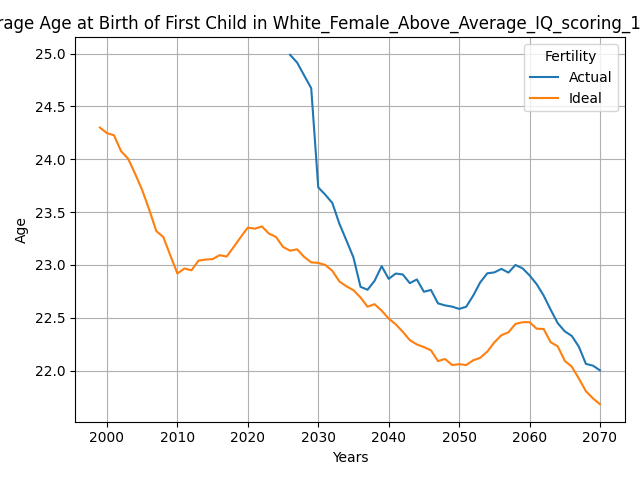 rage Age at Birth of First Child in White_Female_Above_Average_IQ_scoring_1
Fertility
Actual
Ideal
Age
25.0
24.5
24.0
23.5
23.0
22.5
22.0
2000 2010 2020 2030 2040 2050 2060 2070
Years